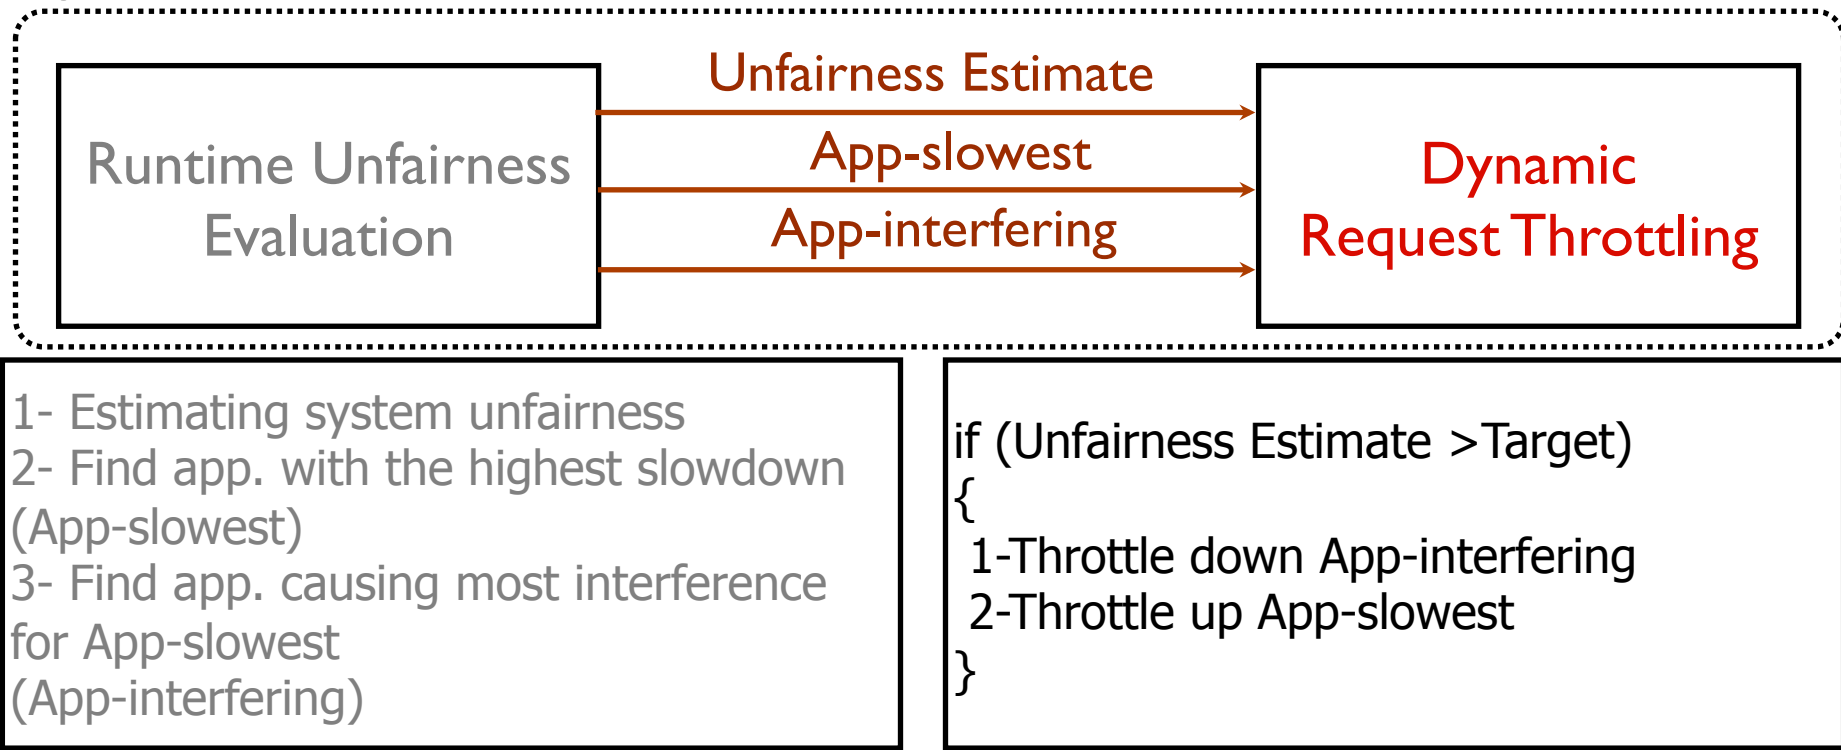 Runtime Unfairness
Evaluation
Unfairness Estimate
App-slowest
App-interfering
Dynamic
Request Throttling
1- Estimating system unfairness
2- Find app. with the highest slowdown
(App-slowest)
3- Find app. causing most interference
for App-slowest
(App-interfering)
if (Unfairness Estimate >Target)
{
1-Throttle down App-interfering
2-Throttle up App-slowest
}